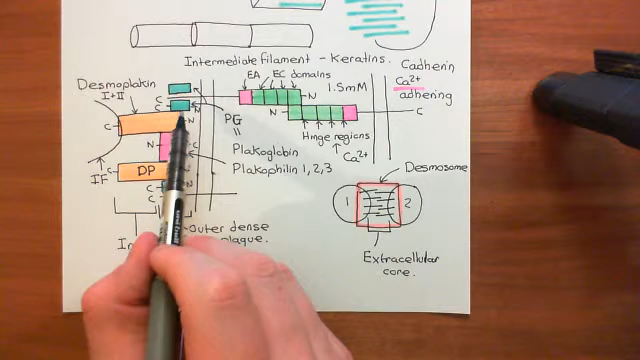 Intermediate filament - Keratins.
Desmoplakin
I+II
EA EC domains
1.5mM
Cadherin
Ca2+
adhering
C
C
N
N
C
N
N
C
PG
=
Plakoglobin
Hinge regions
Ca2+
N
C
Plakophilin 1,2,3
IF
C
DP
N
C
Desmosome
1
2
Outer dense
plaque.
Extracellular
core.